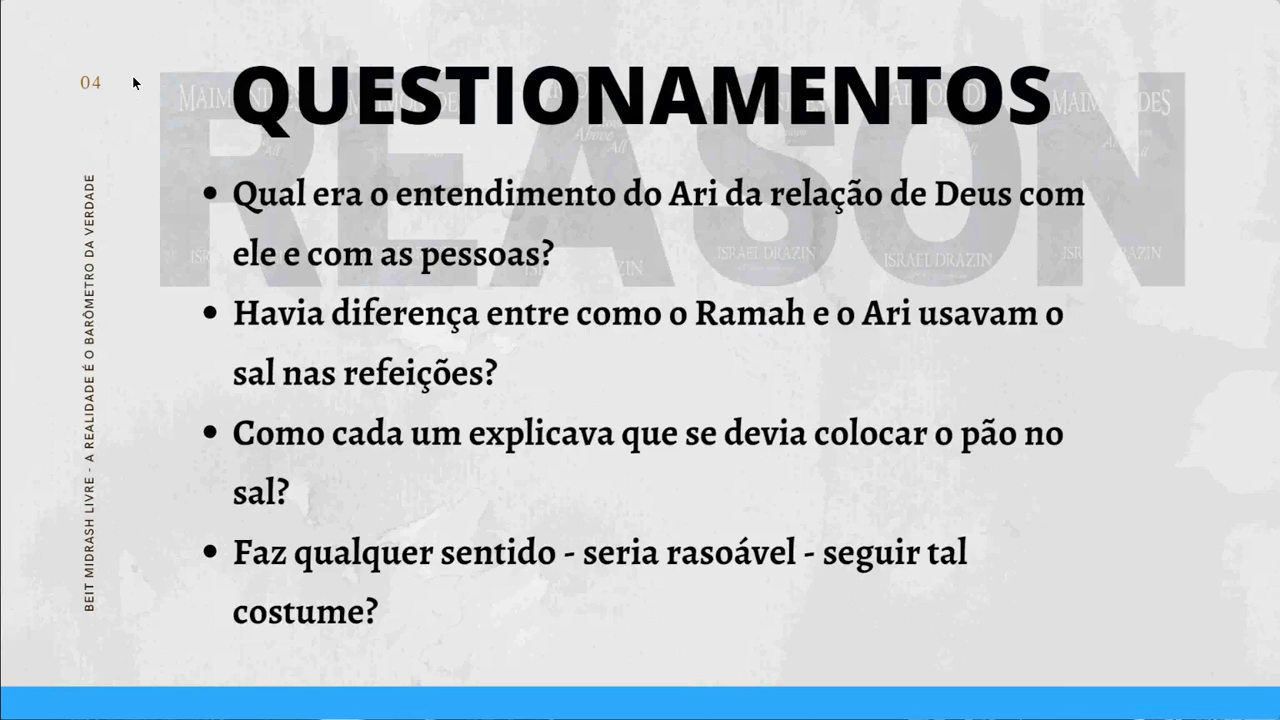 04
QUESTIONAMENTOS
REASON
• Qual era o entendimento do Ari da relação de Deus com
ele e com as pessoas?
• Havia diferença entre como o Ramah e o Ari usavam o
sal nas refeições?
• Como cada um explicava que se devia colocar o pão no
sal?
• Faz qualquer sentido - seria rasoável - seguir tal
costume?
BEIT MIDRASH LIVRE - A REALIDADE É O BARÔMETRO DA VERDADE
ISRAEL DRAZIN
ISRAEL DRAZIN